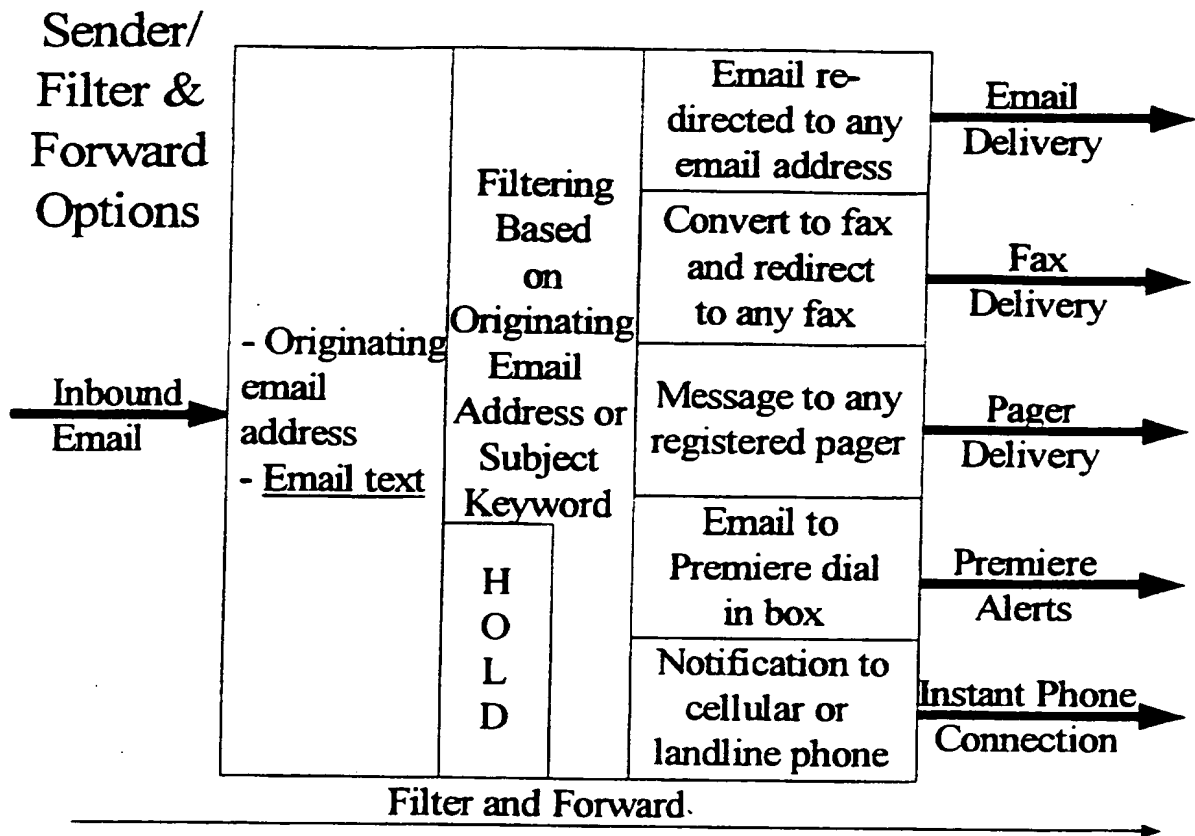 Sender/
Filter &
Forward
Options
Inbound
Email
- Originating
email
address
- Email text
Filtering
Based
on
Originating
Email
Address or
Subject
Keyword
H
O
L
D
Email re-
directed to any
email address
Convert to fax
and redirect
to any fax
Message to any
registered pager
Email to
Premiere dial
in box
Notification to
cellular or
landline phone
Email
Delivery
Fax
Delivery
Pager
Delivery
Premiere
Alerts
Instant Phone
Connection
Filter and Forward